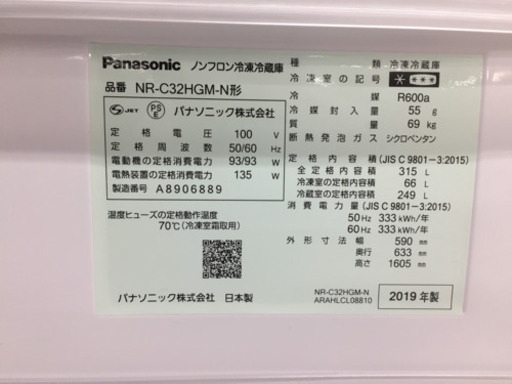 Panasonic ノンフロン冷凍冷蔵庫
品番 NR-C32HGM-N形
JET PSE パナソニック株式会社
定格電圧 100 V
定格周波数 50/60 Hz
電動機の定格消費電力 93/93 W
電熱装置の定格消費電力 135 W
製造番号 A8906889
温度ヒューズの定格動作温度
70℃(冷凍室霜取用)
パナソニック株式会社 日本製
種類 冷凍冷蔵庫
冷凍室の記号
冷媒 R600a
冷媒封入量 55 g
質量 69 kg
断熱発泡ガス シクロペンタン
定格内容積 (JIS C 9801-3:2015)
全定格内容積 315 L
冷凍室の定格内容積 66 L
冷蔵室の定格内容積 249 L
消費電力量 (JIS C 9801-3:2015)
50Hz 333 kWh/年
60Hz 333 kWh/年
外形寸法 幅 590 mm
奥行 633 mm
高さ 1605 mm
NR-C32HGM-N
ARAHLCL08810
2019 年製